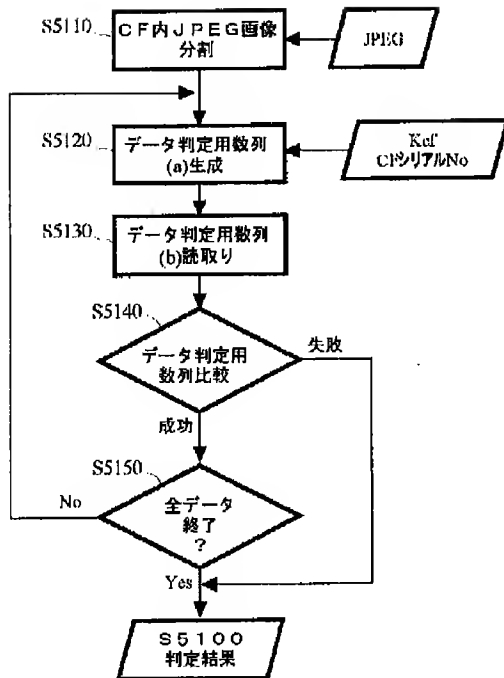 S5110
CF内JPEG画像
分割
JPEG
S5120
データ判定用数列
(a)生成
Kcf
CFシリアルNo
S5130
データ判定用数列
(b)読取り
S5140
データ判定用
数列比較
失敗
成功
S5150
No
全データ
終了
?
Yes
S5100
判定結果